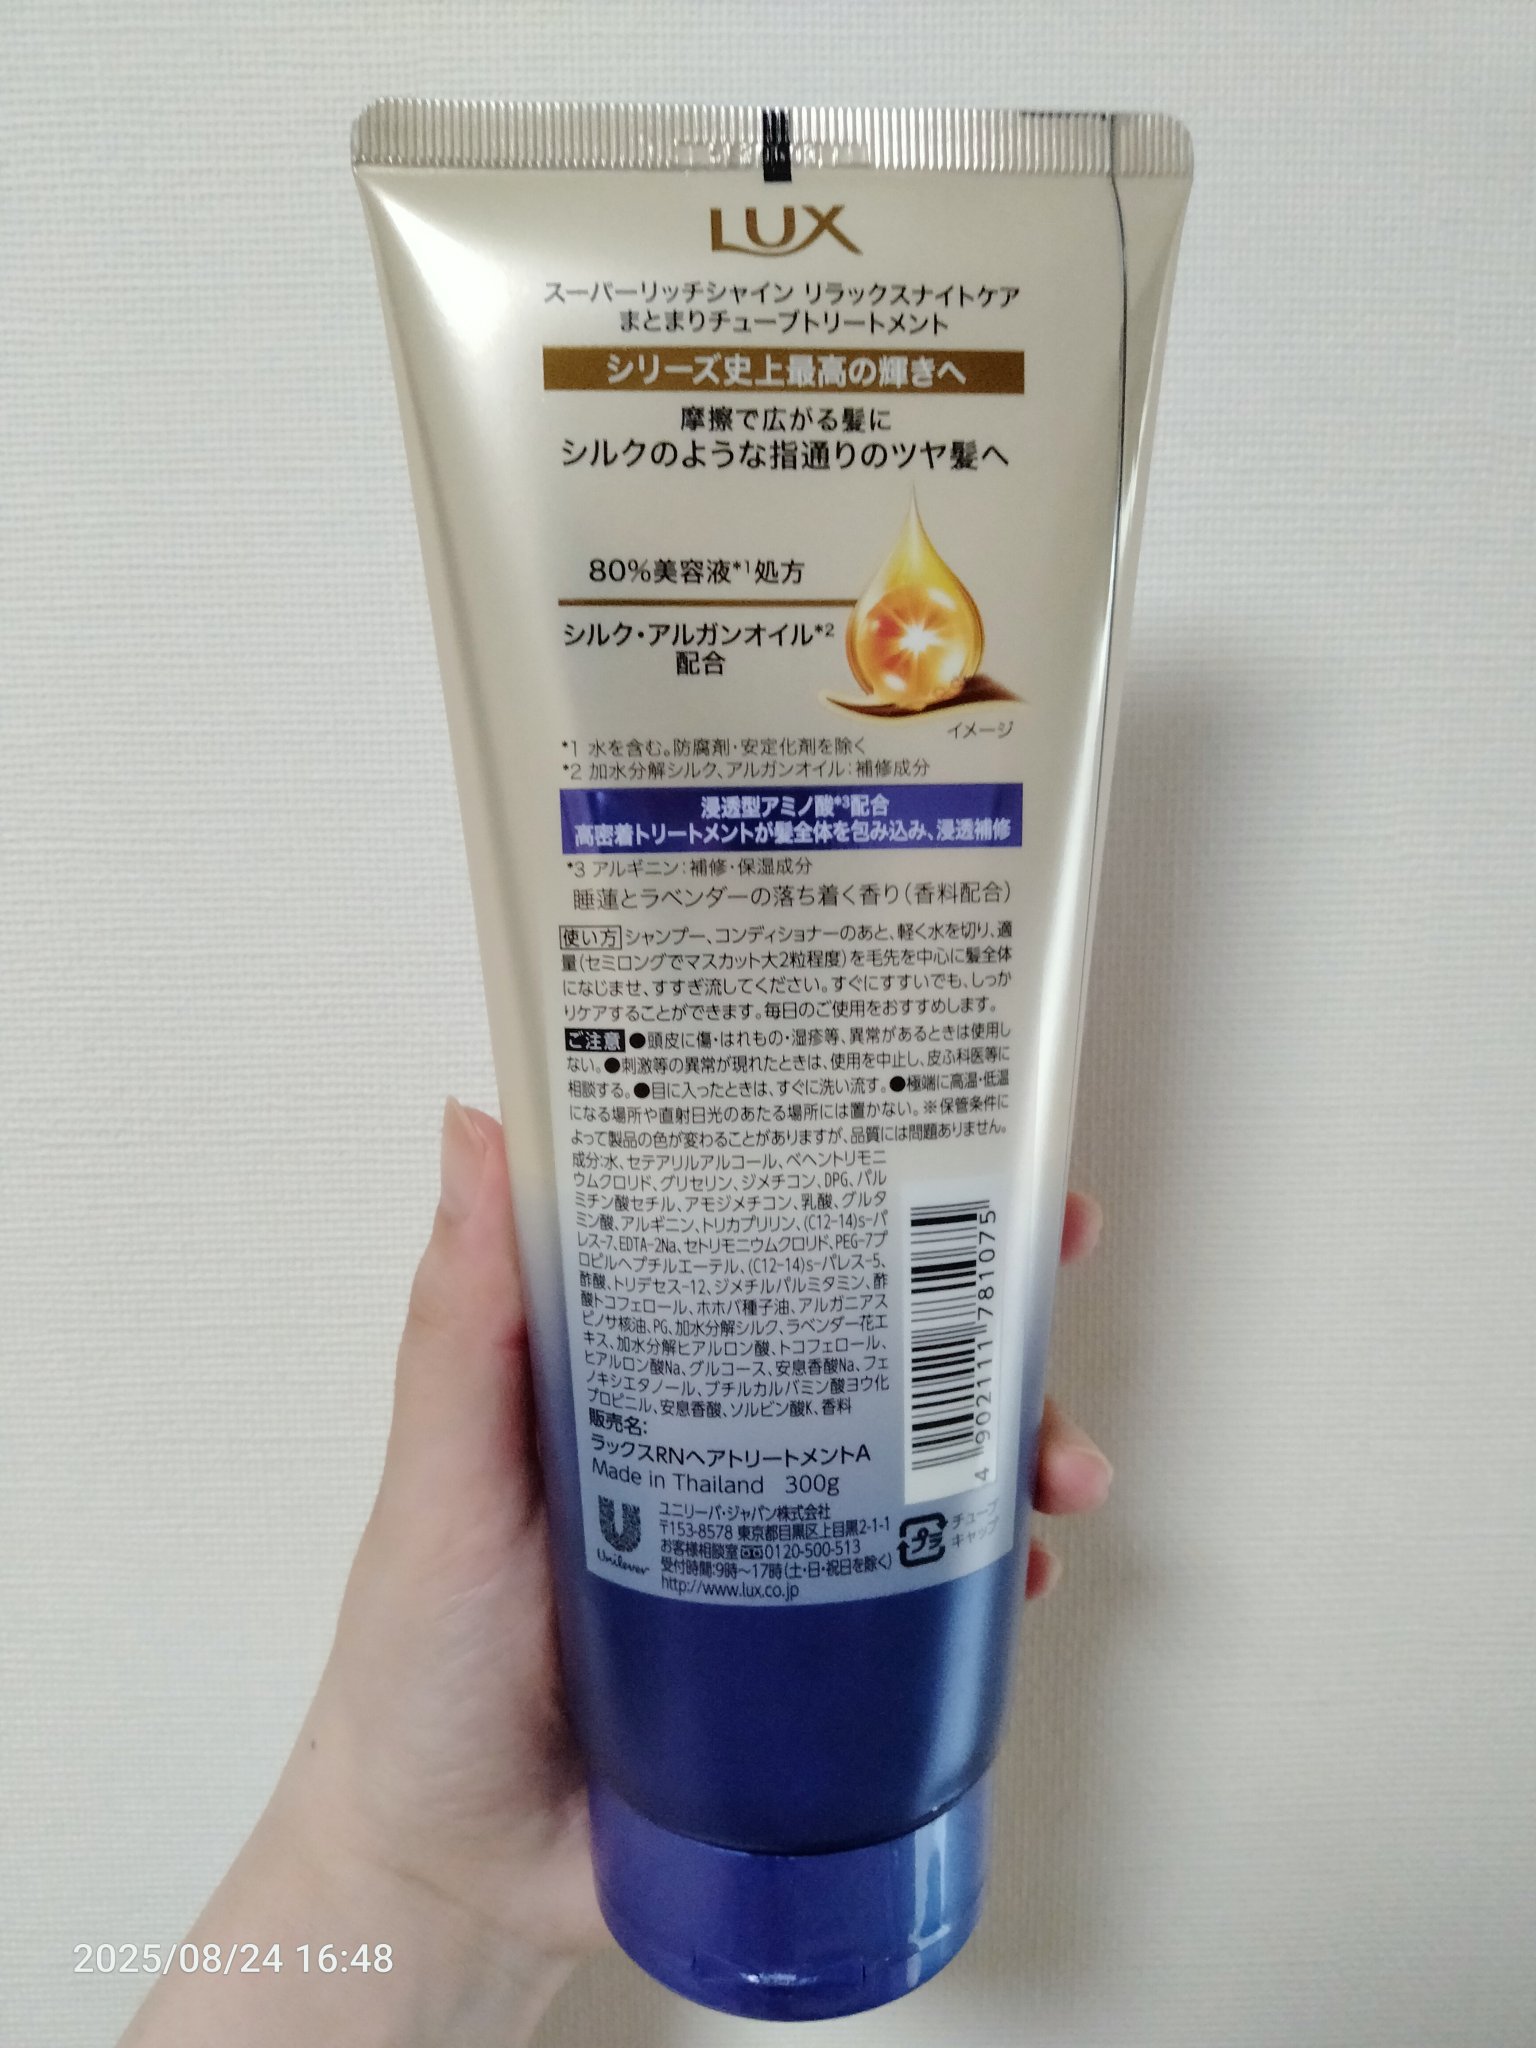 LUX
スーパーリッチシャイン リラックスナイトケア
まとまりチューブトリートメント
シリーズ史上最高の輝きへ
摩擦で広がる髪に
シルクのような指通りのツヤ髪へ
80%美容液*1処方
シルク・アルガンオイル*2
配合
イメージ
*1 水を含む。防腐剤・安定化剤を除く
*2 加水分解シルク、アルガンオイル：補修成分
浸透型アミノ酸*3配合
高密着トリートメントが髪全体を包み込み、浸透補修
*3 アルギニン：補修・保湿成分
睡蓮とラベンダーの落ち着く香り（香料配合）
使い方 シャンプー、コンディショナーのあと、軽く水を切り、適
量（セミロングでマスカット大2粒程度）を毛先を中心に髪全体
になじませ、すすぎ流してください。すぐにすすいでも、しっか
りケアすることができます。毎日のご使用をおすすめします。
ご注意 ●頭皮に傷・はれもの・湿疹等、異常があるときは使用し
ない。●刺激等の異常が現れたときは、使用を中止し、皮ふ科医等に
相談する。●目に入ったときは、すぐに洗い流す。●極端に高温・低温
になる場所や直射日光のあたる場所には置かない。※保管条件に
よって製品の色が変わることがありますが、品質には問題ありません。
成分:水、セテアリルアルコール、ベヘントリモニ
ウムクロリド、グリセリン、ジメチコン、DPG、パル
ミチン酸セチル、アモジメチコン、乳酸、グルタ
ミン酸、アルギニン、トリカプリリン、(C12-14)s-パ
レス-7、EDTA-2Na、セトリモニウムクロリド、PEG-7プ
ロピルヘプチルエーテル、(C12-14)s-パレス-5、
酢酸、トリデセス-12、ジメチルパルミタミン、酢
酸トコフェロール、ホホバ種子油、アルガニアス
ピノサ核油、PG、加水分解シルク、ラベンダー花エ
キス、加水分解ヒアルロン酸、トコフェロール、
ヒアルロン酸Na、グルコース、安息香酸Na、フェ
ノキシエタノール、ブチルカルバミン酸ヨウ化
プロピニル、安息香酸、ソルビン酸K、香料
販売名:
ラックスRNヘアトリートメントA
Made in Thailand 300g
4 902111 781075
Unilever
ユニリーバ・ジャパン株式会社
〒153-8578 東京都目黒区上目黒2-1-1
お客様相談室 0120-500-513
受付時間:9時～17時（土・日・祝日を除く）
http://www.lux.co.jp
プラ
チューブ
キャップ
2025/08/24 16:48